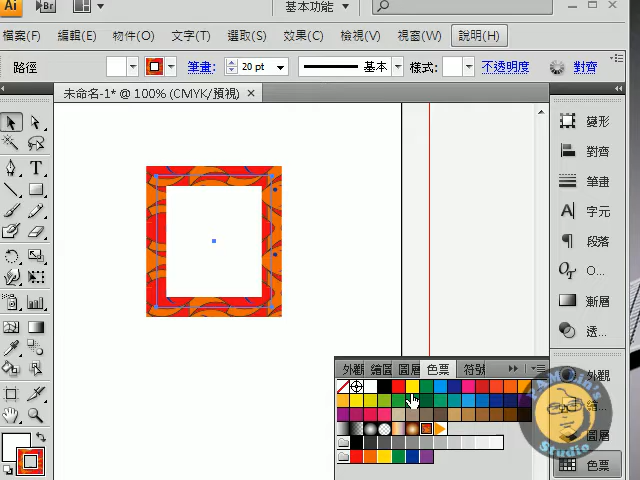 Ai Br 基本功能
檔案(F) 編輯(E) 物件(O) 文字(T) 選取(S) 效果(C) 檢視(V) 視窗(W) 說明(H)
路徑 筆畫: 20 pt 基本 樣式: 不透明度 對齊
未命名-1* @ 100% (CMYK/預視)
變形
對齊
筆畫
字元
段落
O...
漸層
透...
外觀 繪圖 圖層 色票 符號
外觀
繪...
圖層
色票
Studio